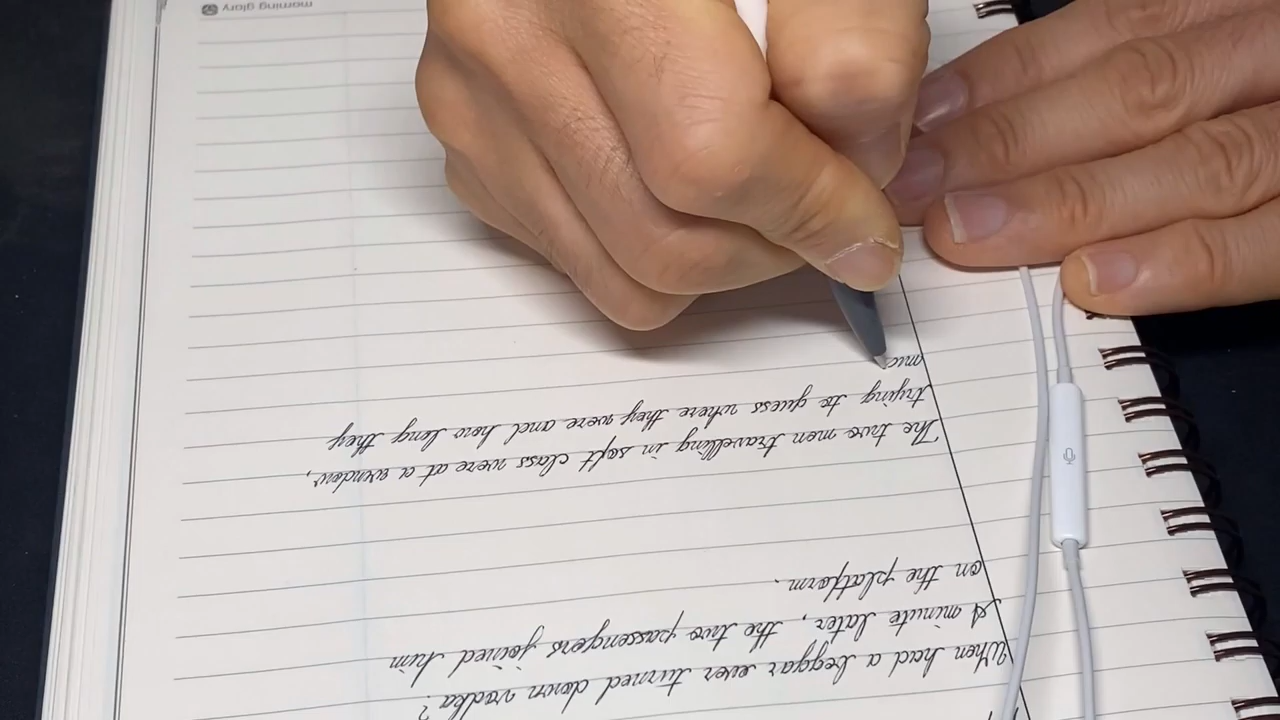 When had a beggar ever turned down vodka?
A minute later, the two passengers joined him
on the platform.
The two men travelling in soft class were at a window,
trying to guess where they were and how long they
mic
morning glory